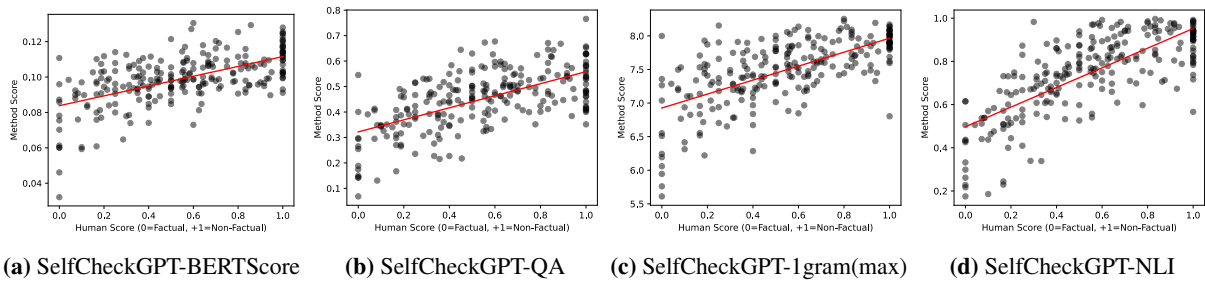 Method Score
0.12
0.10
0.08
0.06
0.04
0.0 0.2 0.4 0.6 0.8 1.0
Human Score (0=Factual, +1=Non-Factual)
(a) SelfCheckGPT-BERTScore
Method Score
0.8
0.7
0.6
0.5
0.4
0.3
0.2
0.1
0.0 0.2 0.4 0.6 0.8 1.0
Human Score (0=Factual, +1=Non-Factual)
(b) SelfCheckGPT-QA
Method Score
8.0
7.5
7.0
6.5
6.0
5.5
0.0 0.2 0.4 0.6 0.8 1.0
Human Score (0=Factual, +1=Non-Factual)
(c) SelfCheckGPT-1gram(max)
Method Score
1.0
0.8
0.6
0.4
0.2
0.0 0.2 0.4 0.6 0.8 1.0
Human Score (0=Factual, +1=Non-Factual)
(d) SelfCheckGPT-NLI